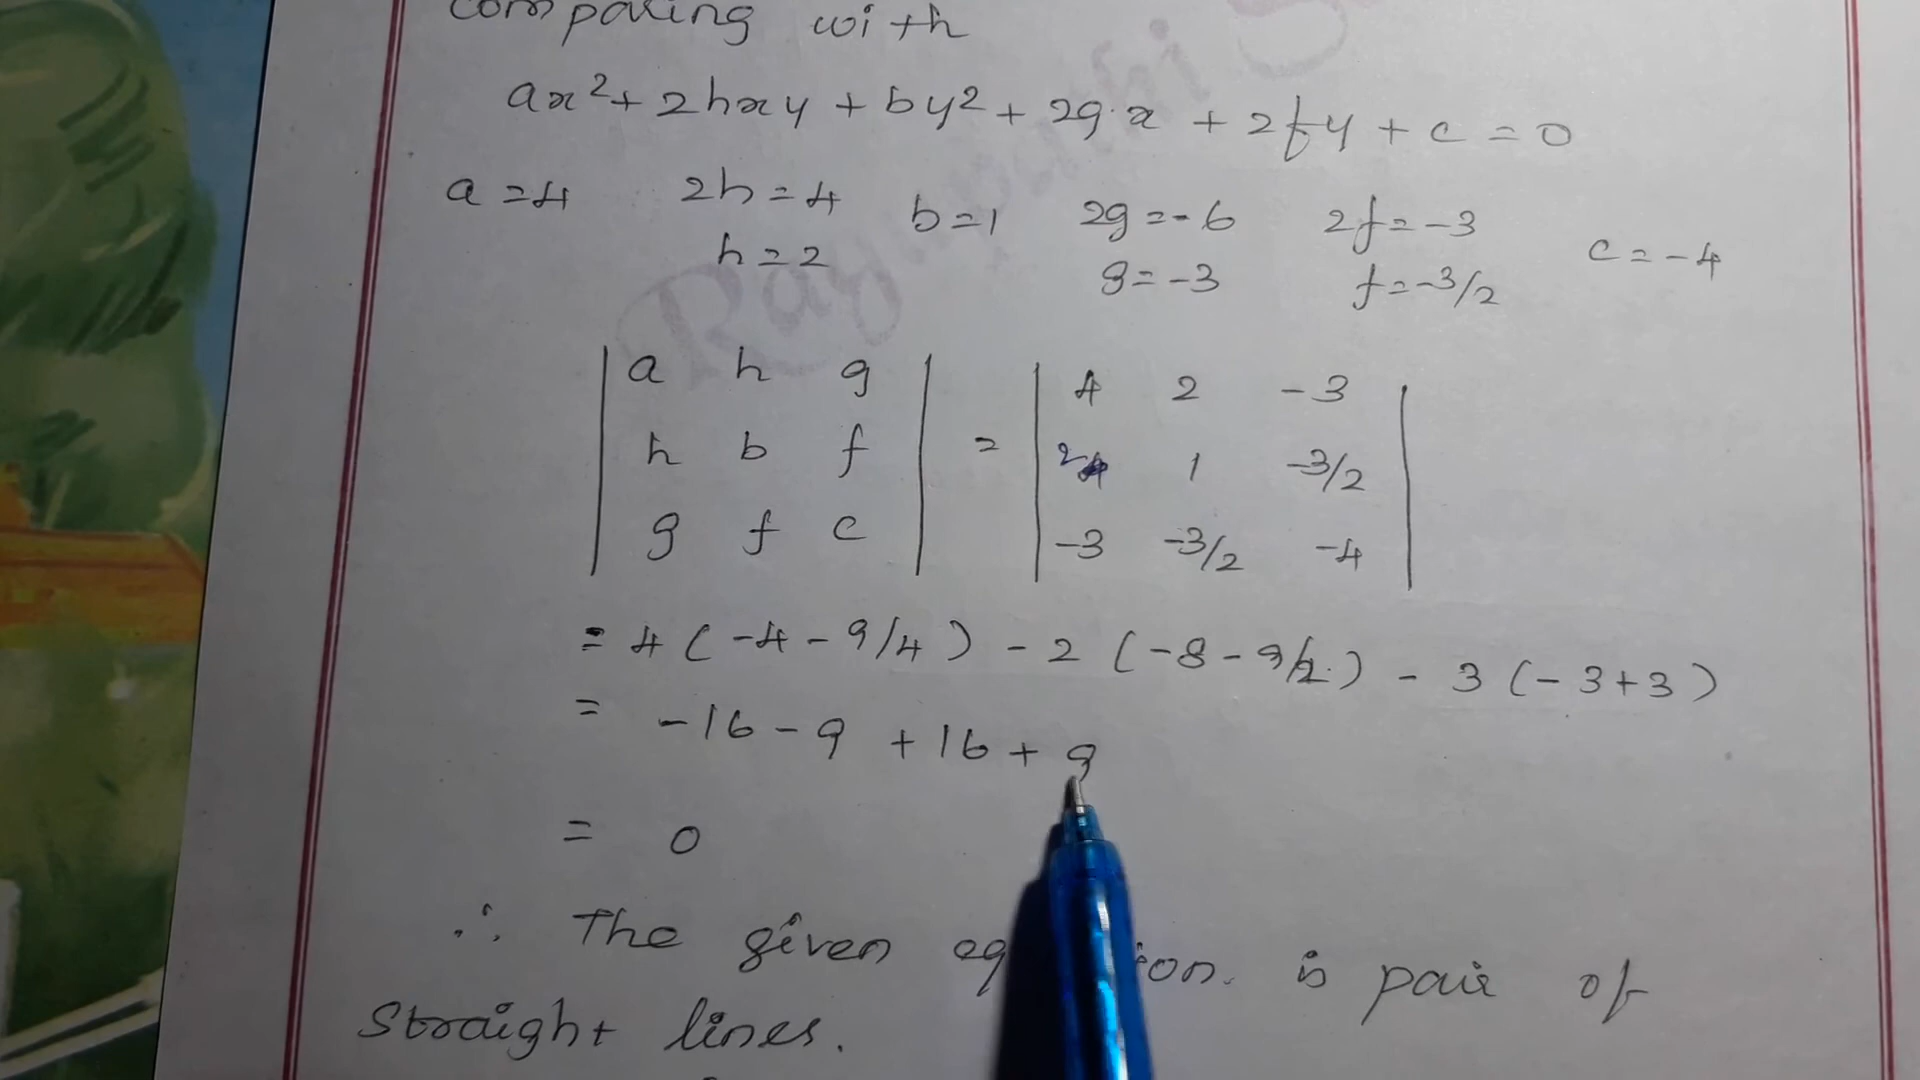 comparing with
ax² + 2hxy + by² + 2gx + 2fy + c = 0
a = 4 2h = 4 b = 1 2g = -6 2f = -3 c = -4
h = 2 g = -3 f = -3/2
| a h g | = | 4 2 -3 |
| h b f | | 2 1 -3/2 |
| g f c | | -3 -3/2 -4 |
= 4 ( -4 - 9/4 ) - 2 ( -8 - 9/2 ) - 3 ( -3 + 3 )
= -16 - 9 + 16 + 9
= 0
∴ The given is pair of
straight lines.